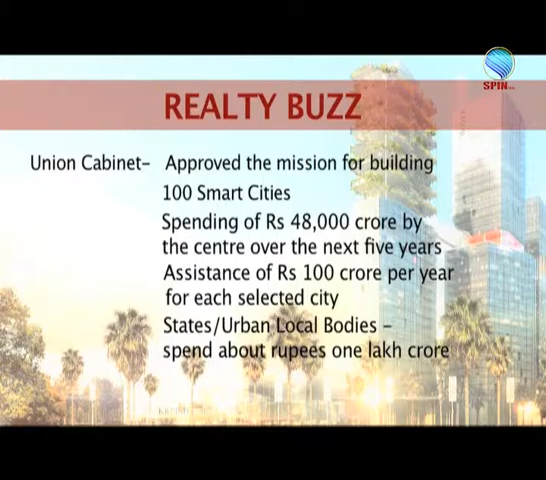 SPIN
REALTY BUZZ
Union Cabinet– Approved the mission for building
100 Smart Cities
Spending of Rs 48,000 crore by
the centre over the next five years
Assistance of Rs 100 crore per year
for each selected city
States/Urban Local Bodies –
spend about rupees one lakh crore